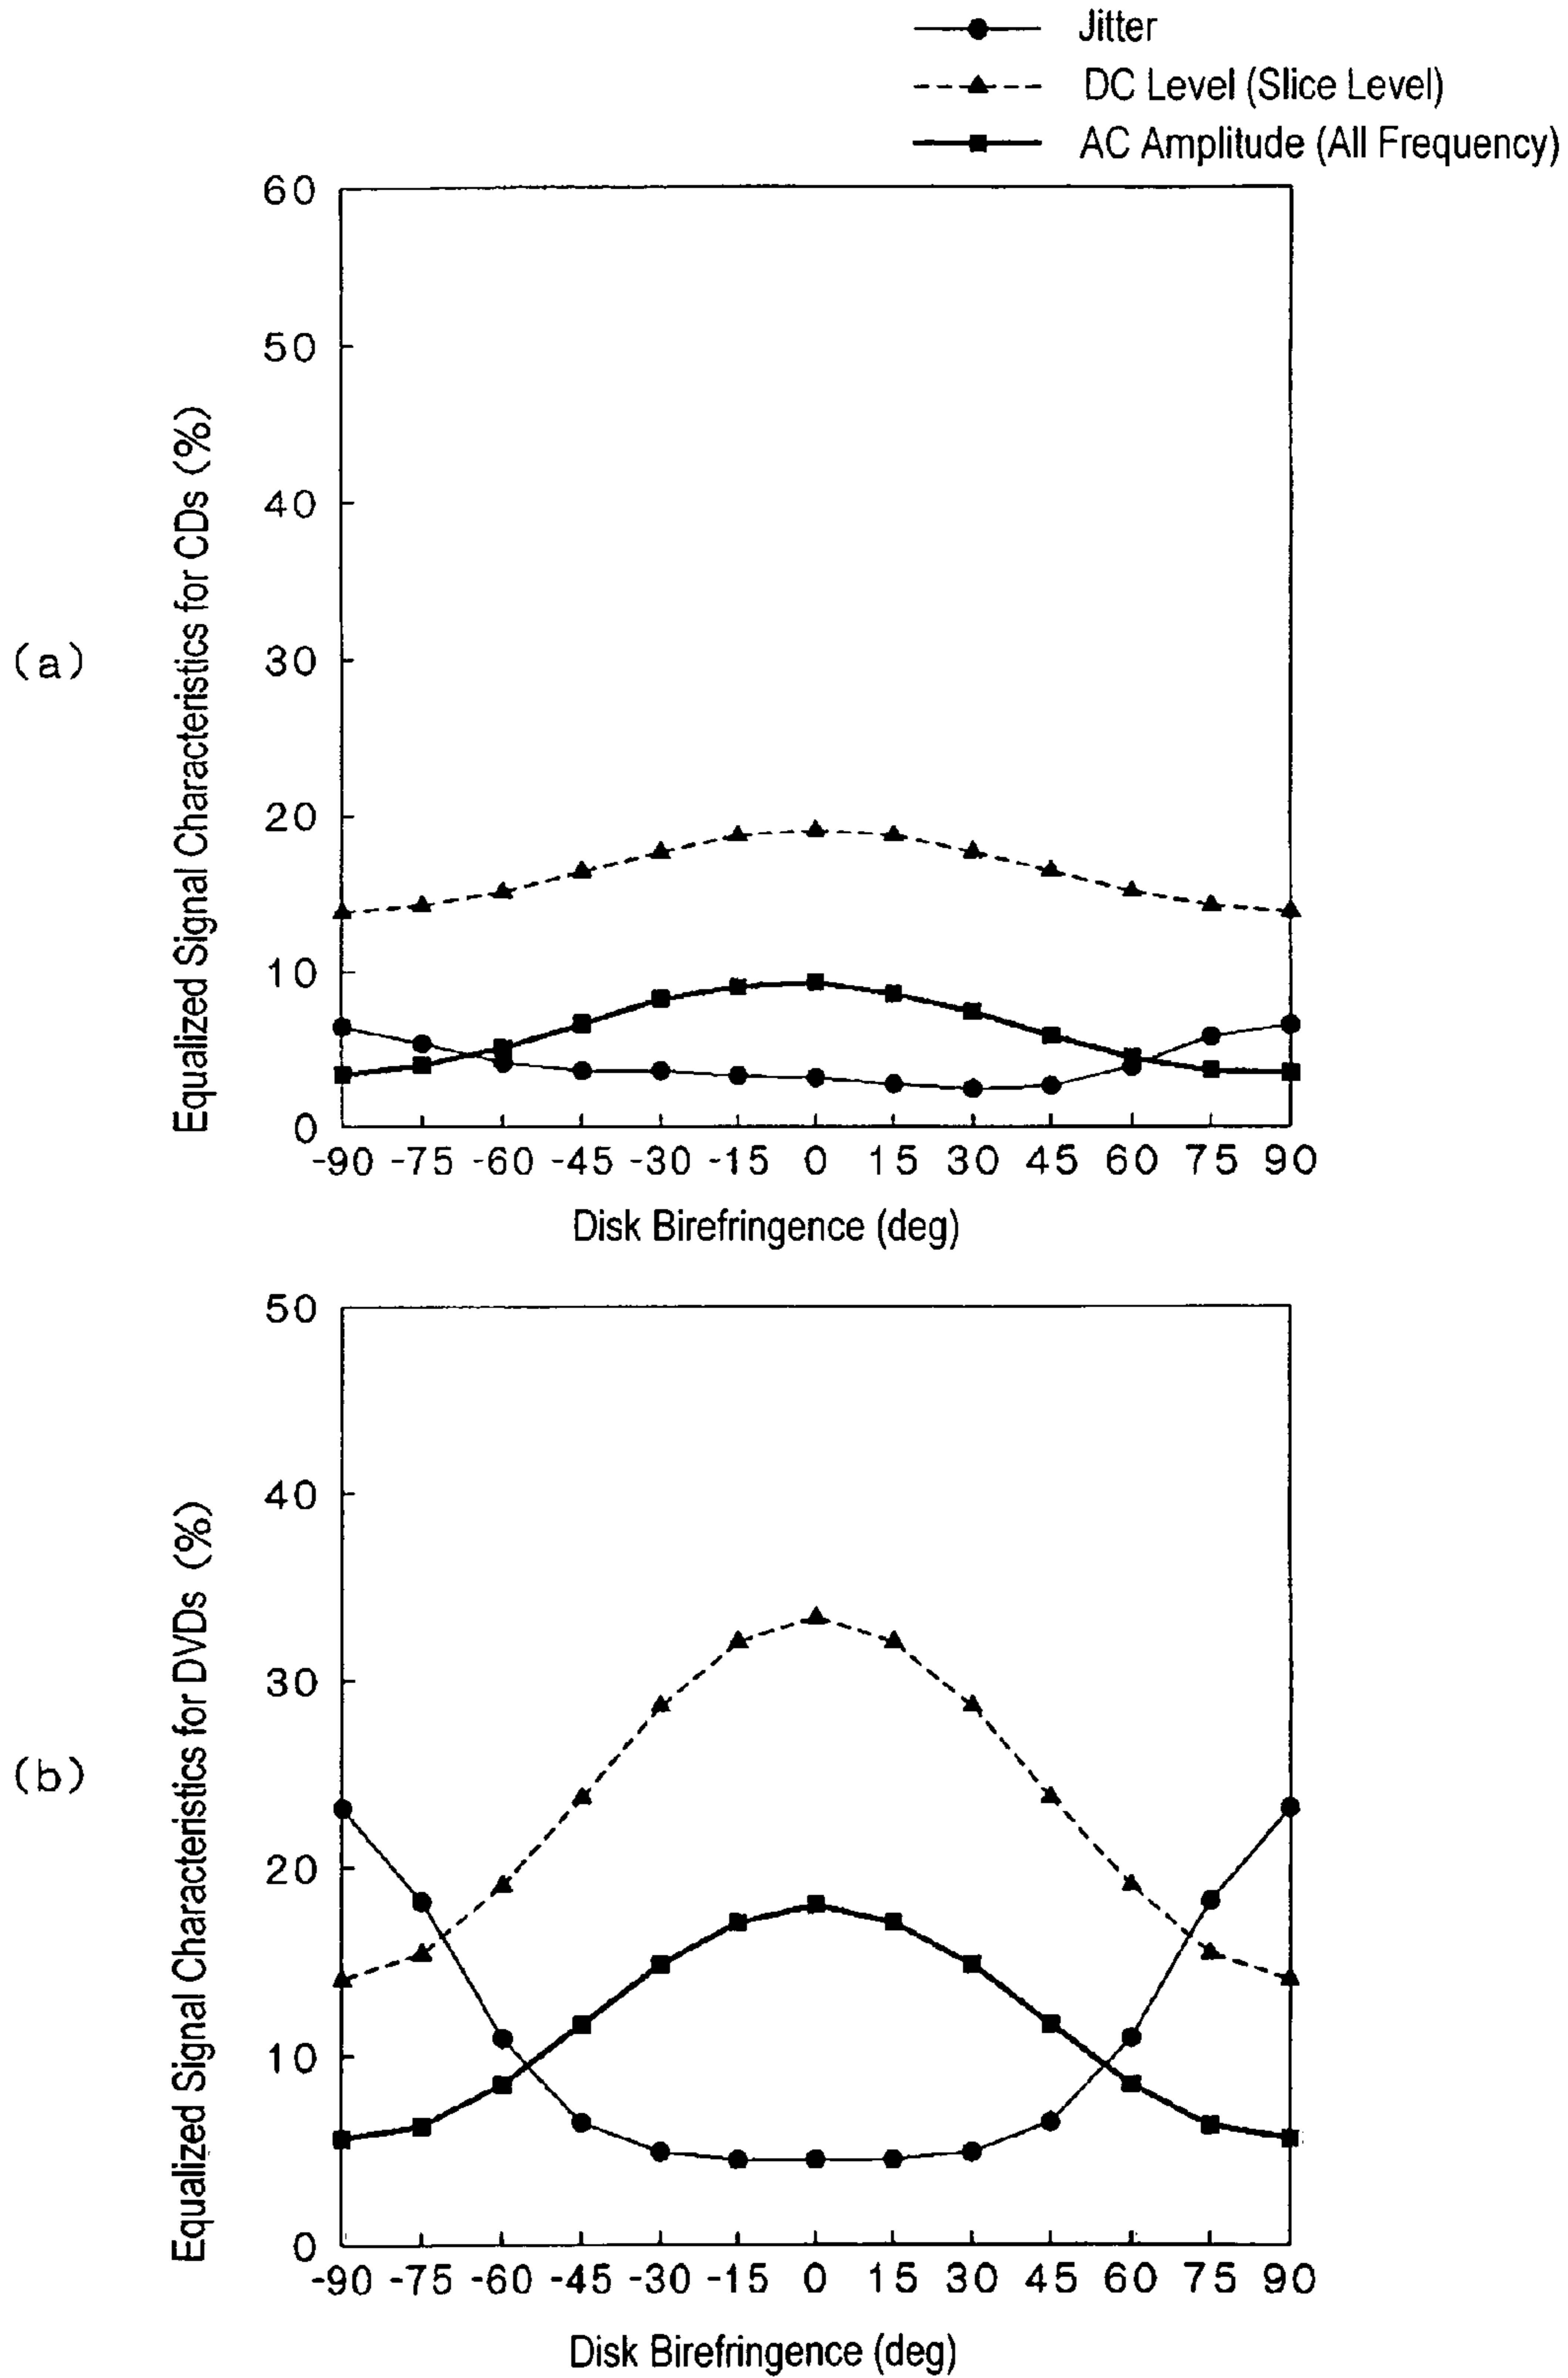 Jitter
DC Level (Slice Level)
AC Amplitude (All Frequency)
(a)
Equalized Signal Characteristics for CDs (%)
60
50
40
30
20
10
0
-90 -75 -60 -45 -30 -15 0 15 30 45 60 75 90
Disk Birefringence (deg)
(b)
Equalized Signal Characteristics for DVDs (%)
50
40
30
20
10
0
-90 -75 -60 -45 -30 -15 0 15 30 45 60 75 90
Disk Birefringence (deg)